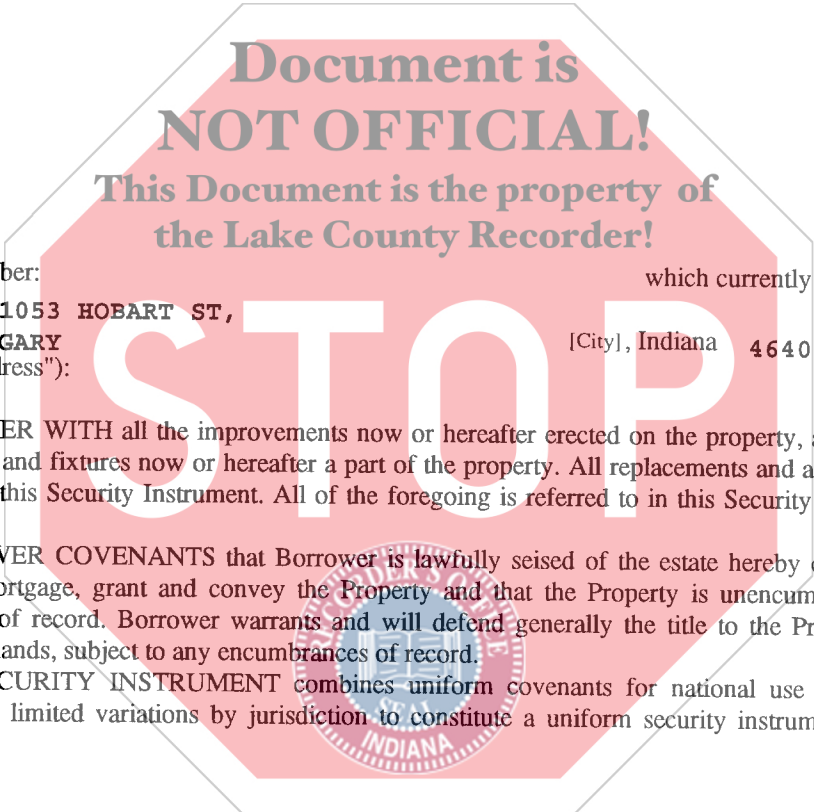 Document is
NOT OFFICIAL!
This Document is the property of
the Lake County Recorder!
ber: which currently
1053 HOBART ST,
GARY [City], Indiana 4640
lress"):
STOP
ER WITH all the improvements now or hereafter erected on the property, a
and fixtures now or hereafter a part of the property. All replacements and a
this Security Instrument. All of the foregoing is referred to in this Security
VER COVENANTS that Borrower is lawfully seised of the estate hereby
ortgage, grant and convey the Property and that the Property is unencum
of record. Borrower warrants and will defend generally the title to the Pr
ands, subject to any encumbrances of record.
CURITY INSTRUMENT combines uniform covenants for national use
limited variations by jurisdiction to constitute a uniform security instrum
RECORDER'S OFFICE
SEAL
INDIANA